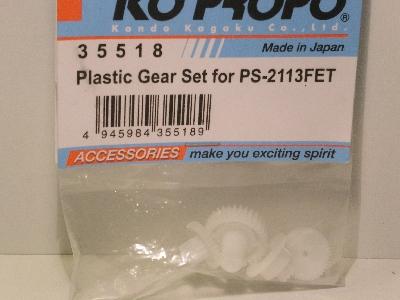 KO PROPO®
Kondo Kagaku Co.,Ltd.
35518
Made in Japan
Plastic Gear Set for PS-2113FET
4 945984 355189
ACCESSORIES make you exciting spirit